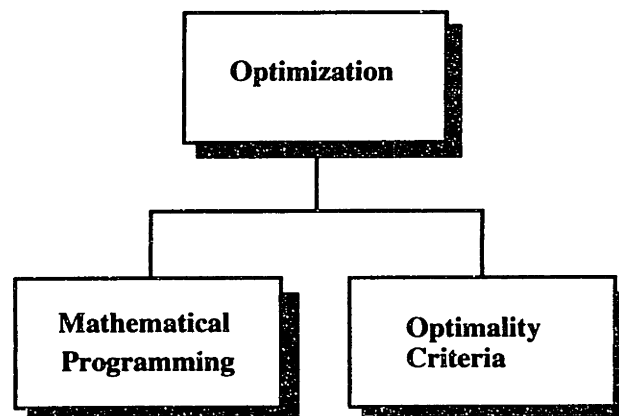 Optimization
Mathematical
Programming
Optimality
Criteria